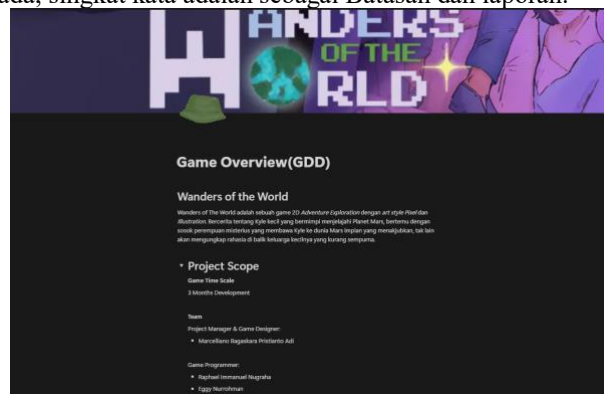 ada, singkat kata adalah sebagai Batasan dan laporan.
WANDERS
OF THE
WORLD
Game Overview(GDD)
Wanders of the World
Wanders of The World adalah sebuah game 2D Adventure Exploration dengan art style Pixel dan
Illustration. Bercerita tentang Kyle kecil yang bermimpi menjelajahi Planet Mars, bertemu dengan
sosok perempuan misterius yang membawa Kyle ke dunia Mars impian yang menakjubkan, tak lain
akan mengungkap rahasia di balik keluarga kecilnya yang kurang sempurna.
Project Scope
Game Time Scale
3 Months Development
Team
Project Manager & Game Designer:
• Marcelliano Bagaskara Pristianto Adi
Game Programmer:
• Raphael Immanuel Nugraha
• Eggy Nurrohman